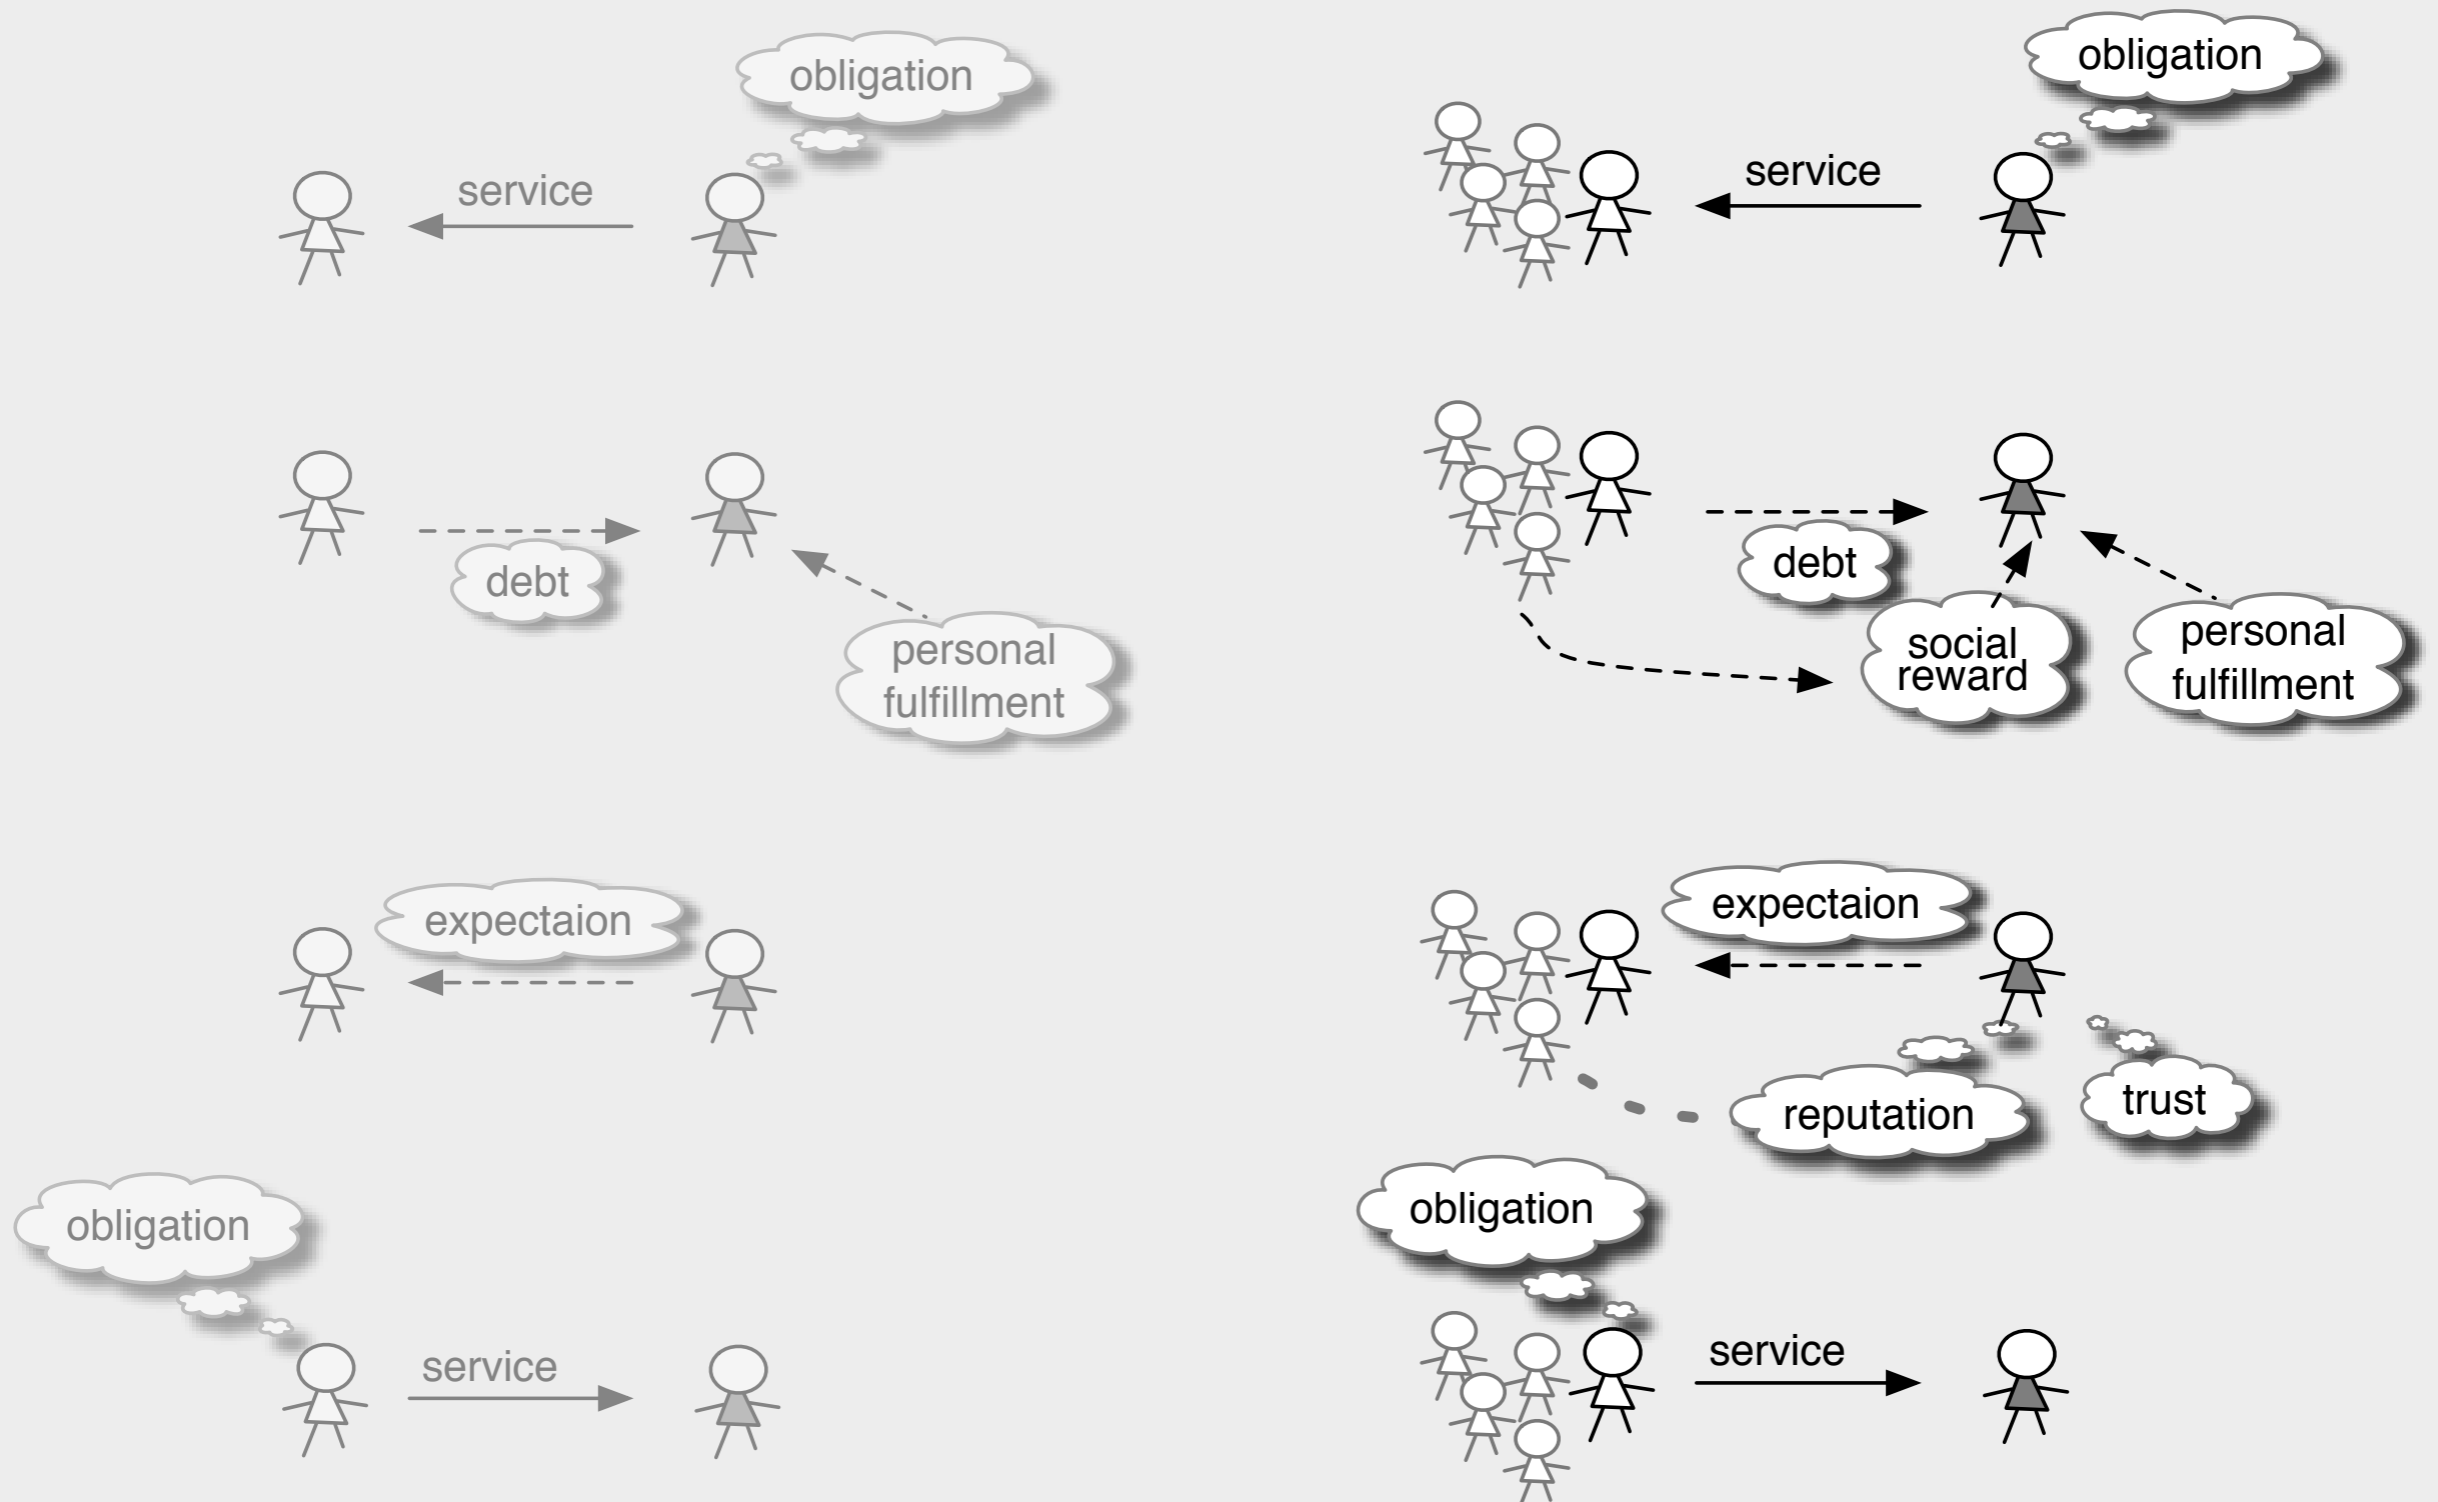 obligation
service
debt
personal
fulfillment
expectaion
obligation
service
obligation
service
debt
social
reward
personal
fulfillment
expectaion
reputation
trust
obligation
service